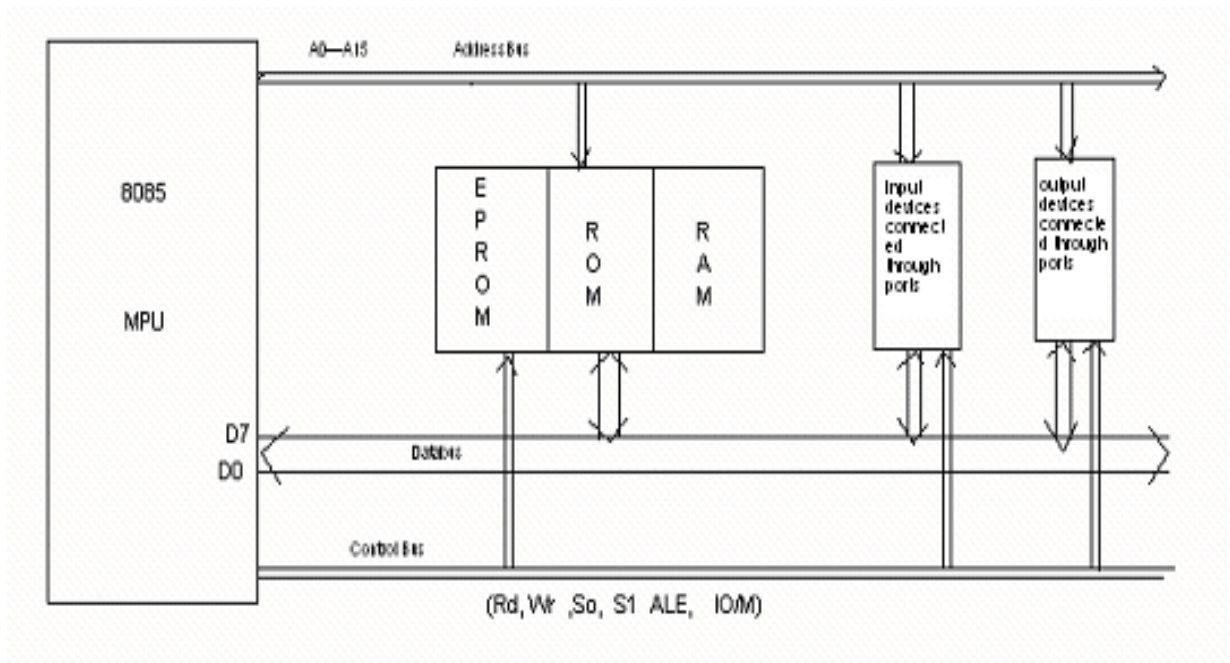 A0—A15
Address Bus
8085
MPU
E
P
R
O
M
R
O
M
R
A
M
Input
devices
connect
ed
through
ports
output
devices
connecte
d through
ports
D7
D0
Databus
Control Bus
(Rd, Wr ,So, S1 ALE, IO/M)